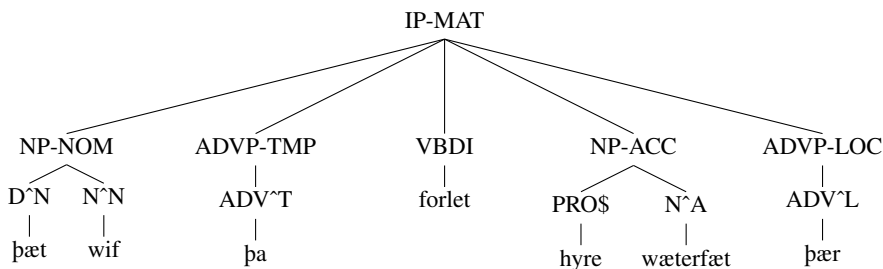 IP-MAT
NP-NOM ADVP-TMP VBDI NP-ACC ADVP-LOC
D^N N^N ADV^T forlet PRO$ N^A ADV^L
þæt wif þa hyre wæterfæt þær